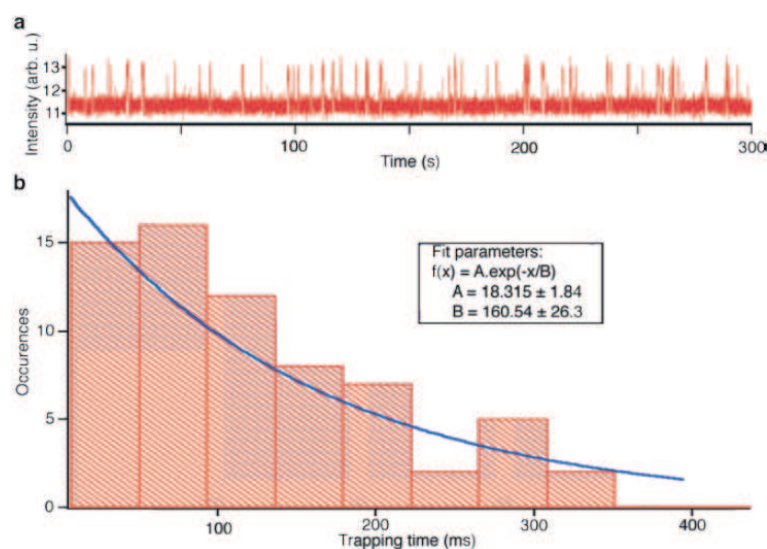 a
Intensity (arb. u.)
13
12
11
0 100 200 300
Time (s)
b
Occurences
15
10
5
0
Fit parameters:
f(x) = A.exp(-x/B)
A = 18.315 ± 1.84
B = 160.54 ± 26.3
100 200 300 400
Trapping time (ms)